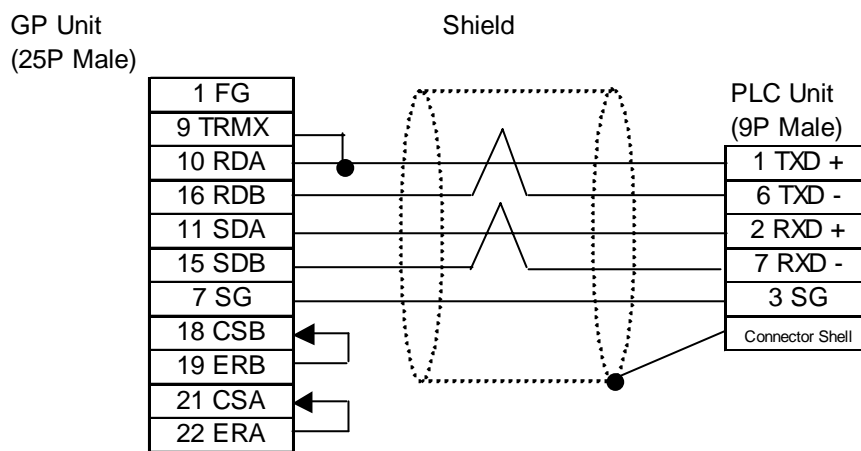 GP Unit
(25P Male)
Shield
PLC Unit
(9P Male)
1 FG
9 TRMX
10 RDA
16 RDB
11 SDA
15 SDB
7 SG
18 CSB
19 ERB
21 CSA
22 ERA
1 TXD +
6 TXD -
2 RXD +
7 RXD -
3 SG
Connector Shell